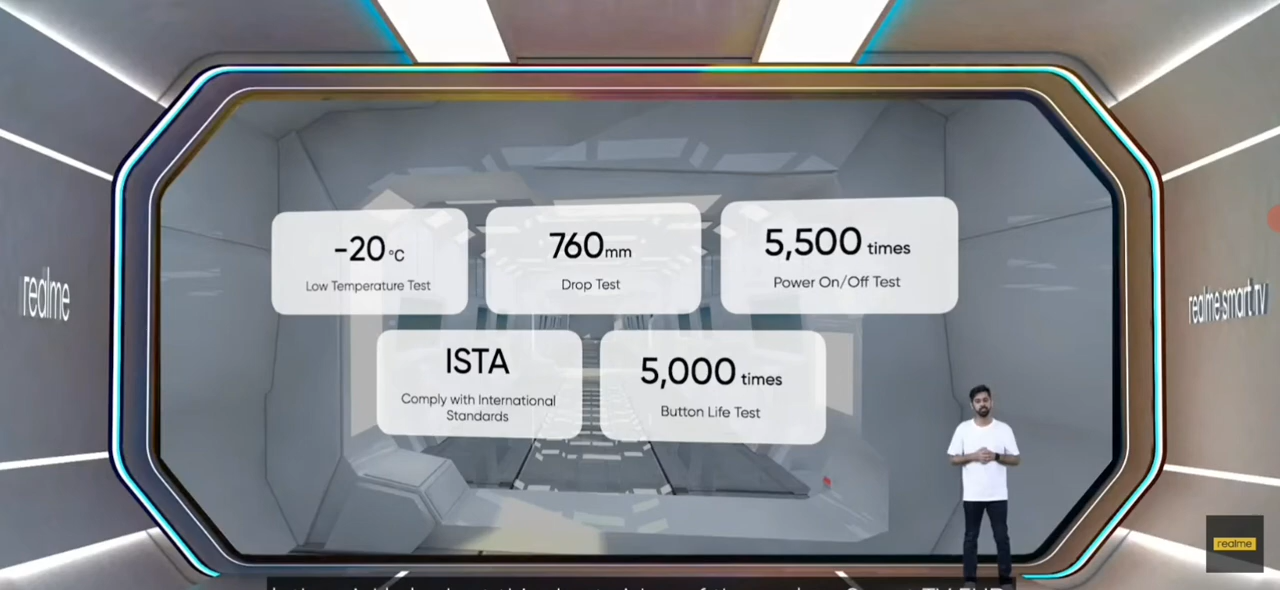 -20°C
Low Temperature Test
760mm
Drop Test
5,500 times
Power On/Off Test
ISTA
Comply with International
Standards
5,000 times
Button Life Test
realme
realme smart TV
realme